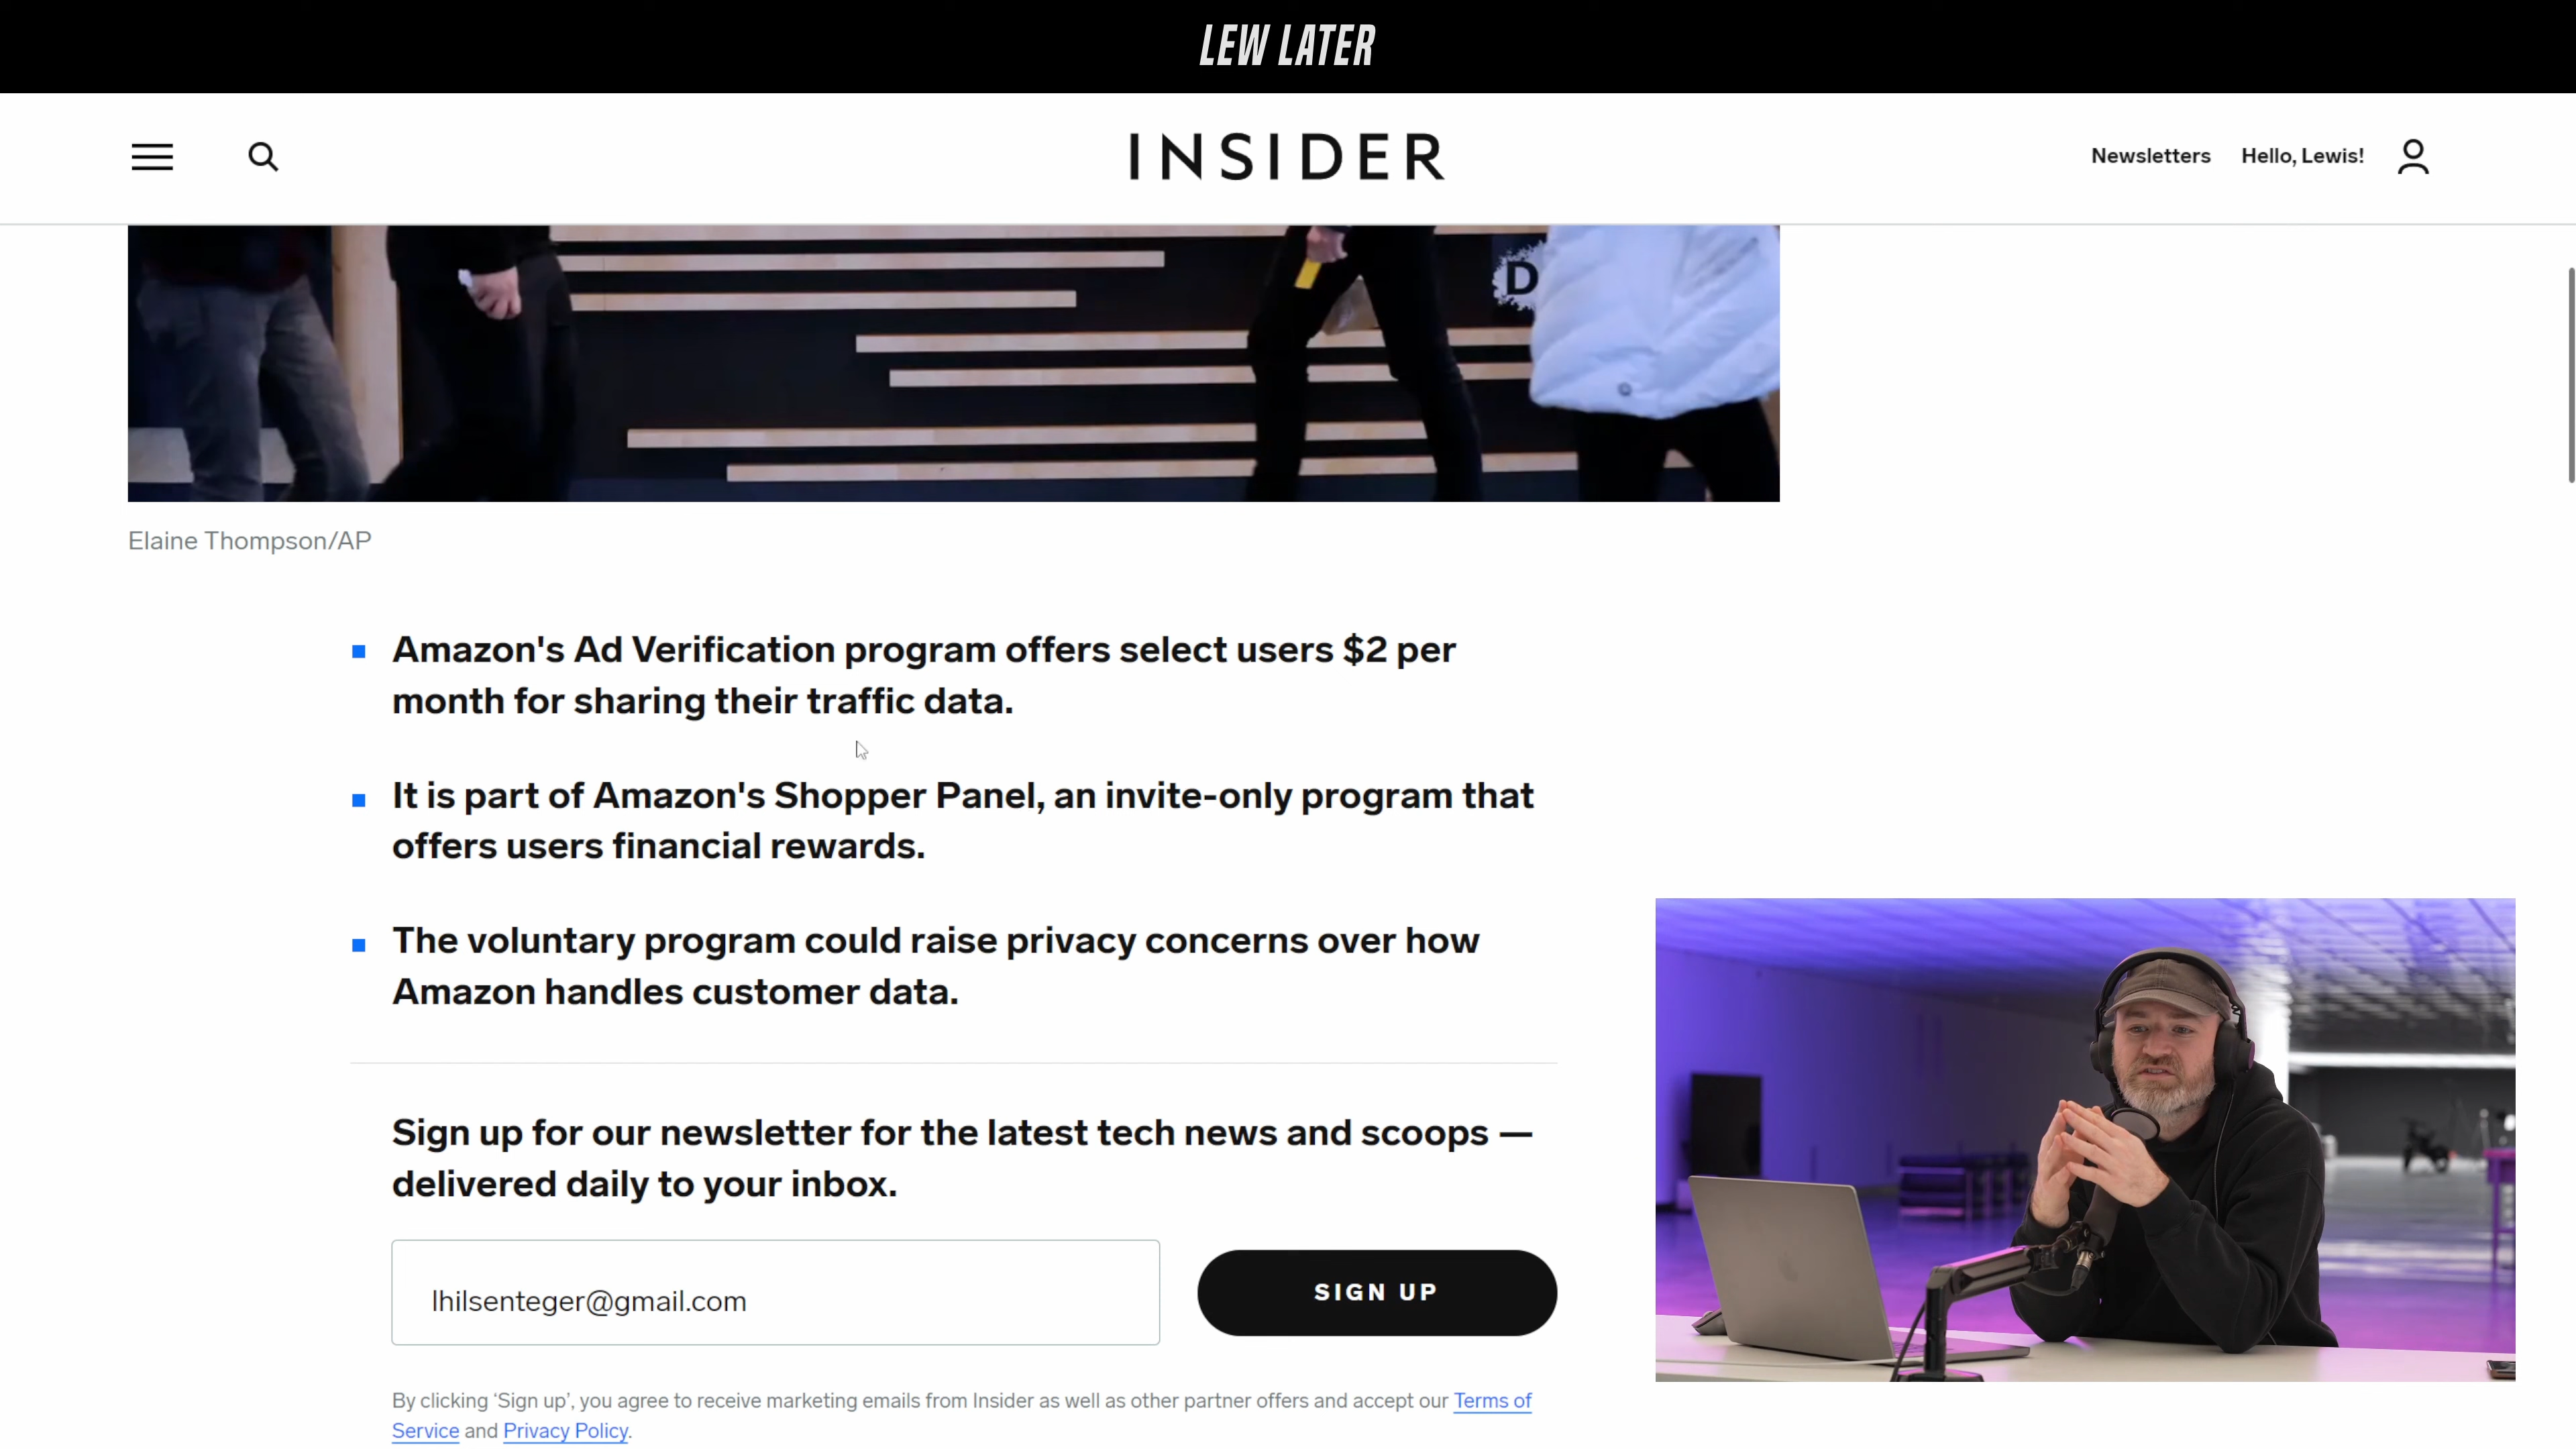 LEW LATER
INSIDER
Newsletters
Hello, Lewis!
D
Elaine Thompson/AP
Amazon's Ad Verification program offers select users $2 per
month for sharing their traffic data.
It is part of Amazon's Shopper Panel, an invite-only program that
offers users financial rewards.
The voluntary program could raise privacy concerns over how
Amazon handles customer data.
Sign up for our newsletter for the latest tech news and scoops —
delivered daily to your inbox.
lhilsenteger@gmail.com
SIGN UP
By clicking ‘Sign up’, you agree to receive marketing emails from Insider as well as other partner offers and accept our Terms of
Service and Privacy Policy.